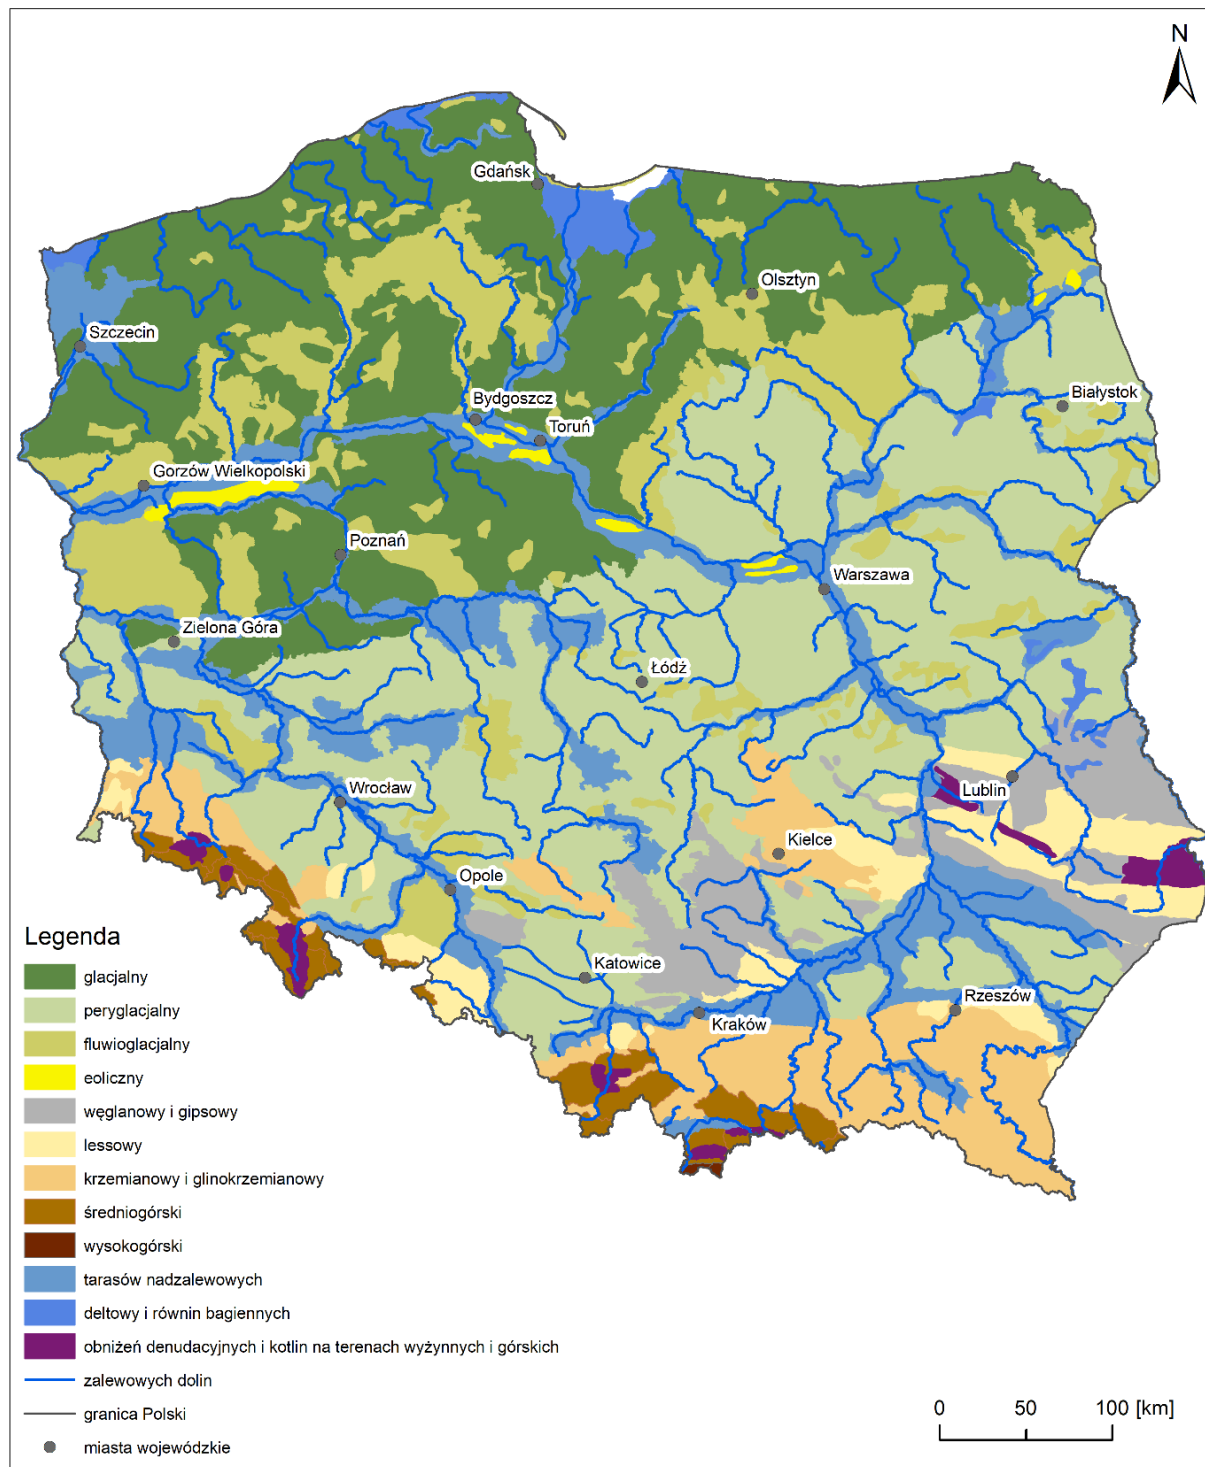 N
Gdańsk
Olsztyn
Szczecin
Białystok
Bydgoszcz
Toruń
Gorzów Wielkopolski
Poznań
Warszawa
Zielona Góra
Łódź
Wrocław
Lublin
Kielce
Opole
Katowice
Rzeszów
Kraków
Legenda
glacjalny
peryglacjalny
fluwioglacjalny
eoliczny
węglanowy i gipsowy
lessowy
krzemianowy i glinokrzemianowy
średniogórski
wysokogórski
tarasów nadzalewowych
deltowy i równin bagiennych
obniżeń denudacyjnych i kotlin na terenach wyżynnych i górskich
zalewowych dolin
granica Polski
miasta wojewódzkie
0 50 100 [km]